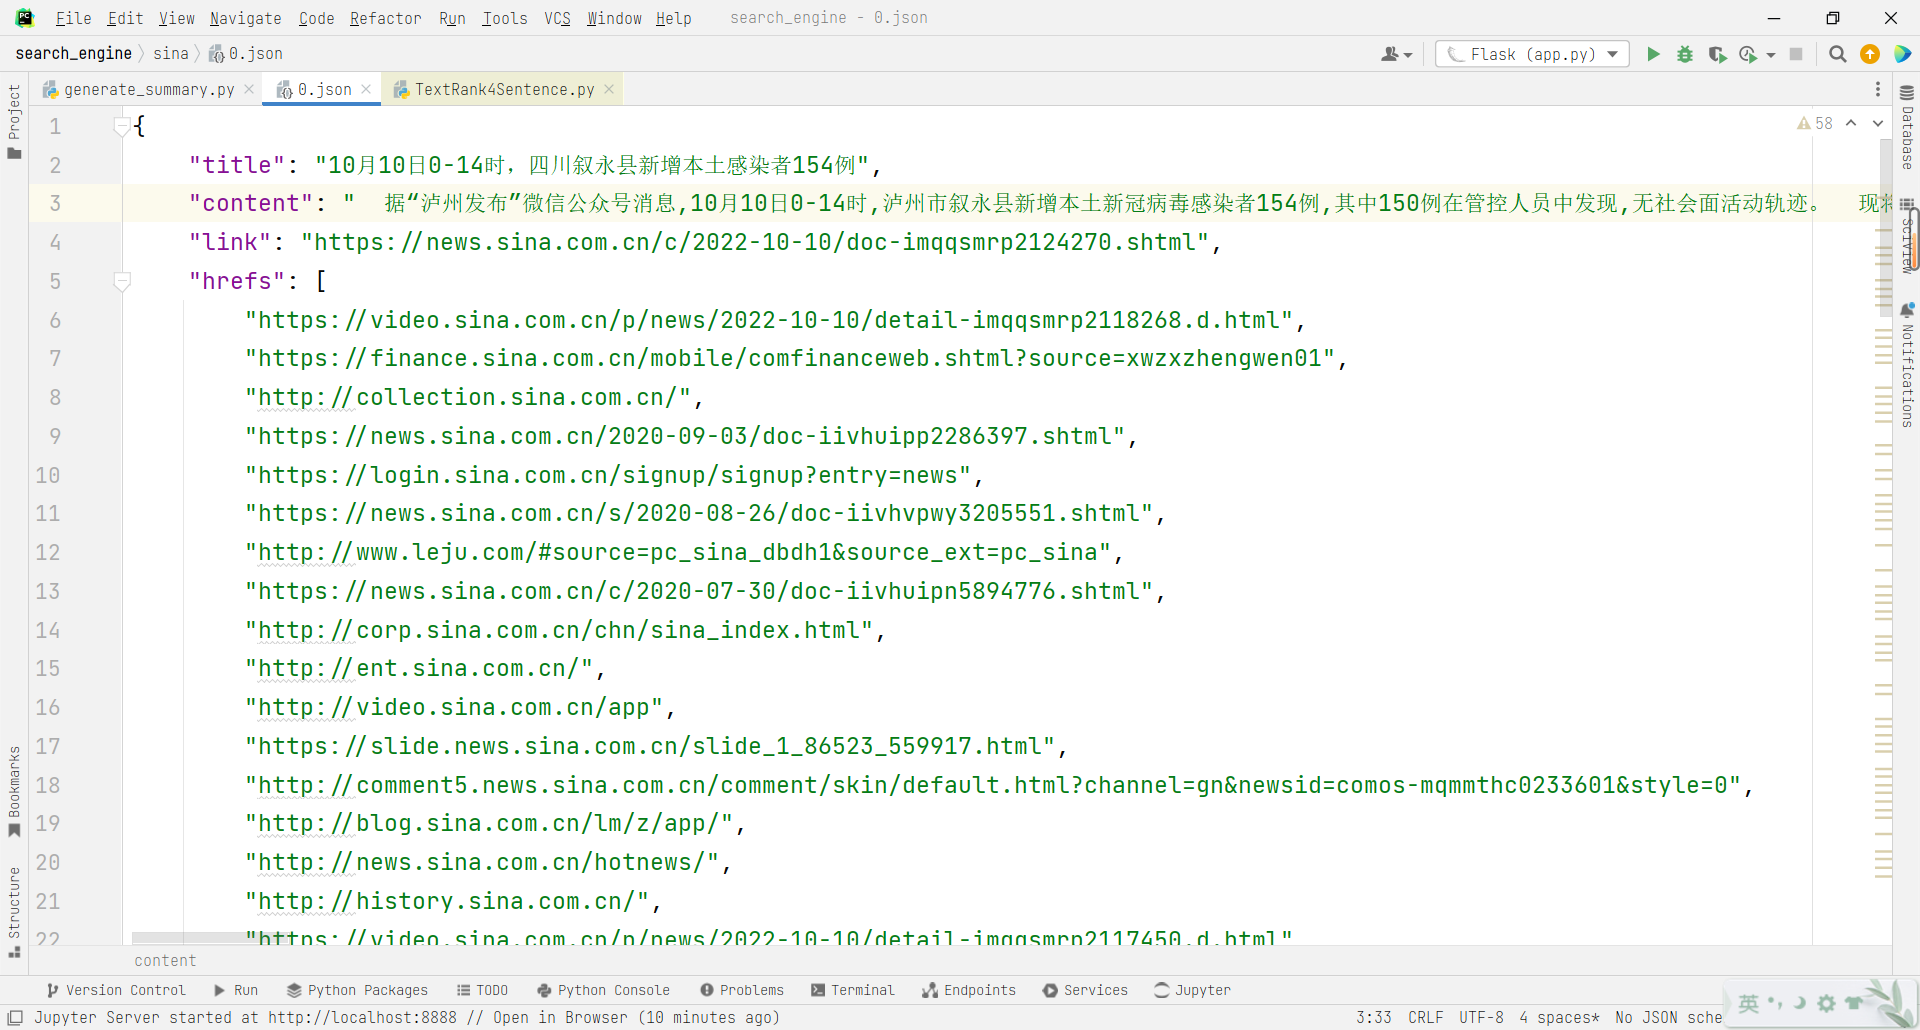 File Edit View Navigate Code Refactor Run Tools VCS Window Help search_engine - 0.json
search_engine sina 0.json Flask (app.py)
generate_summary.py 0.json TextRank4Sentence.py
Project
Database
SciView
Notifications
Bookmarks
Structure
58
1 {
2 "title": "10月10日0-14时，四川叙永县新增本土感染者154例",
3 "content": "  据“泸州发布”微信公众号消息,10月10日0-14时,泸州市叙永县新增本土新冠病毒感染者154例,其中150例在管控人员中发现,无社会面活动轨迹。  现将
4 "link": "https://news.sina.com.cn/c/2022-10-10/doc-imqqsmrp2124270.shtml",
5 "hrefs": [
6 "https://video.sina.com.cn/p/news/2022-10-10/detail-imqqsmrp2118268.d.html",
7 "https://finance.sina.com.cn/mobile/comfinanceweb.shtml?source=xwzxzhengwen01",
8 "http://collection.sina.com.cn/",
9 "https://news.sina.com.cn/2020-09-03/doc-iivhuipp2286397.shtml",
10 "https://login.sina.com.cn/signup/signup?entry=news",
11 "https://news.sina.com.cn/s/2020-08-26/doc-iivhvpwy3205551.shtml",
12 "http://www.leju.com/#source=pc_sina_dbdh1&source_ext=pc_sina",
13 "https://news.sina.com.cn/c/2020-07-30/doc-iivhuipn5894776.shtml",
14 "http://corp.sina.com.cn/chn/sina_index.html",
15 "http://ent.sina.com.cn/",
16 "http://video.sina.com.cn/app",
17 "https://slide.news.sina.com.cn/slide_1_86523_559917.html",
18 "http://comment5.news.sina.com.cn/comment/skin/default.html?channel=gn&newsid=comos-mqmmthc0233601&style=0",
19 "http://blog.sina.com.cn/lm/z/app/",
20 "http://news.sina.com.cn/hotnews/",
21 "http://history.sina.com.cn/",
22 "https://video.sina.com.cn/p/news/2022-10-10/detail-imqqsmrp2117450.d.html"
content
Version Control Run Python Packages TODO Python Console Problems Terminal Endpoints Services Jupyter
Jupyter Server started at http://localhost:8888 // Open in Browser (10 minutes ago) 3:33 CRLF UTF-8 4 spaces* No JSON sche
英